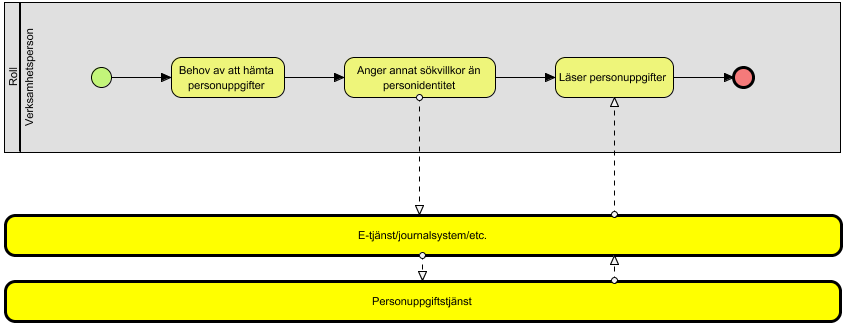 Roll
Verksamhetsperson
Behov av att hämta
personuppgifter
Anger annat sökvillkor än
personidentitet
Läser personuppgifter
E-tjänst/journalsystem/etc.
Personuppgiftstjänst